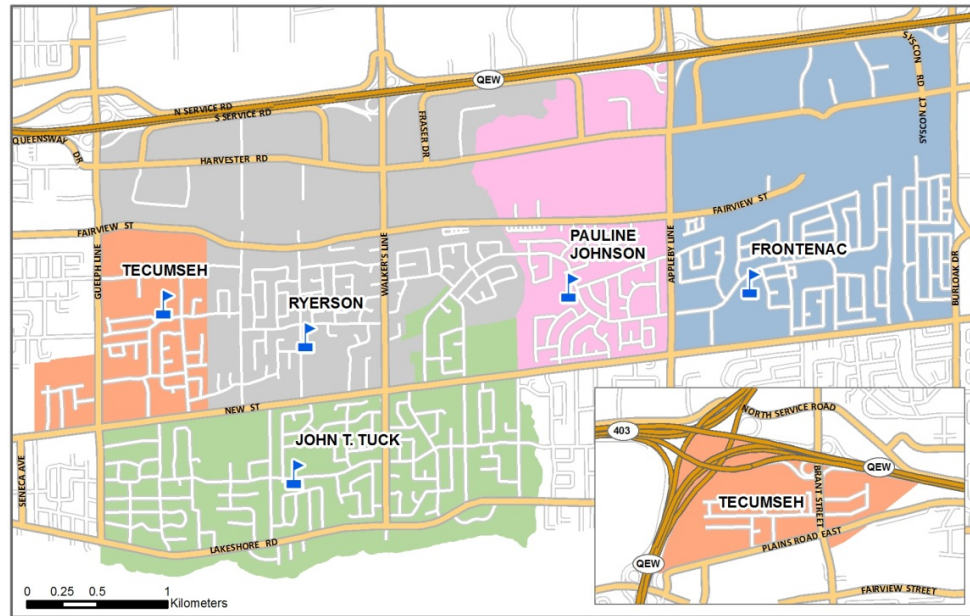 QEW
N SERVICE RD
S SERVICE RD
QUEENSWAY DR
HARVESTER RD
FRASER DR
SYSCON RD
SYSCON CT
FAIRVIEW ST
FAIRVIEW ST
GUELPH LINE
WALKER'S LINE
APPLEBY LINE
BURLOAK DR
TECUMSEH
RYERSON
PAULINE
JOHNSON
FRONTENAC
NEW ST
SENECA AVE
JOHN T. TUCK
LAKESHORE RD
0 0.25 0.5 1
Kilometers
NORTH SERVICE ROAD
403
QEW
BRANT STREET
TECUMSEH
PLAINS ROAD EAST
QEW
FAIRVIEW STREET